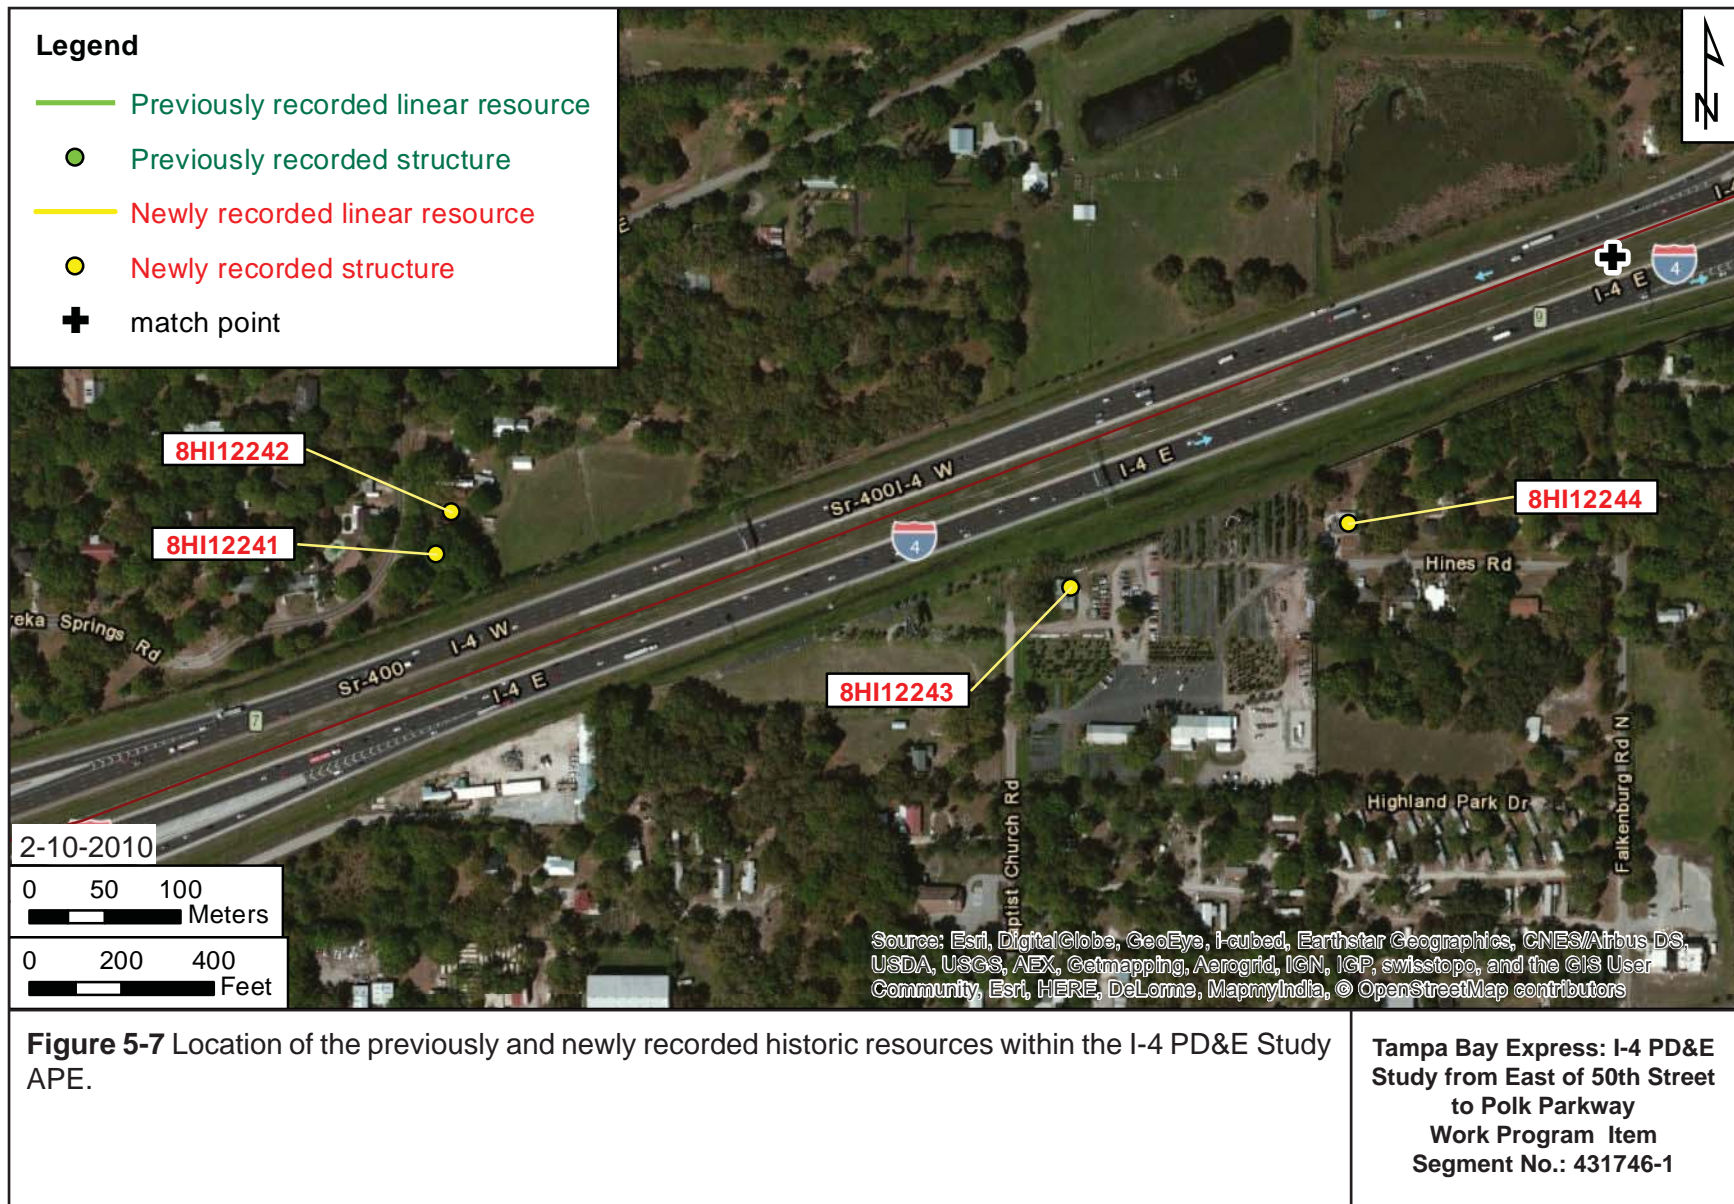 Legend
Previously recorded linear resource
Previously recorded structure
Newly recorded linear resource
Newly recorded structure
match point
N
E
I-4
4
I-4 E
9
8HI12242
8HI12241
Sr-400I-4 W
I-4 E
4
8HI12244
Hines Rd
reka Springs Rd
I-4 W
Sr-400
I-4 E
8HI12243
7
Falkenburg Rd N
Highland Park Dr
ptist Church Rd
2-10-2010
0 50 100
Meters
0 200 400
Feet
Source: Esri, DigitalGlobe, GeoEye, i-cubed, Earthstar Geographics, CNES/Airbus DS,
USDA, USGS, AEX, Getmapping, Aerogrid, IGN, IGP, swisstopo, and the GIS User
Community, Esri, HERE, DeLorme, MapmyIndia, © OpenStreetMap contributors
Figure 5-7 Location of the previously and newly recorded historic resources within the I-4 PD&E Study
APE.
Tampa Bay Express: I-4 PD&E
Study from East of 50th Street
to Polk Parkway
Work Program Item
Segment No.: 431746-1